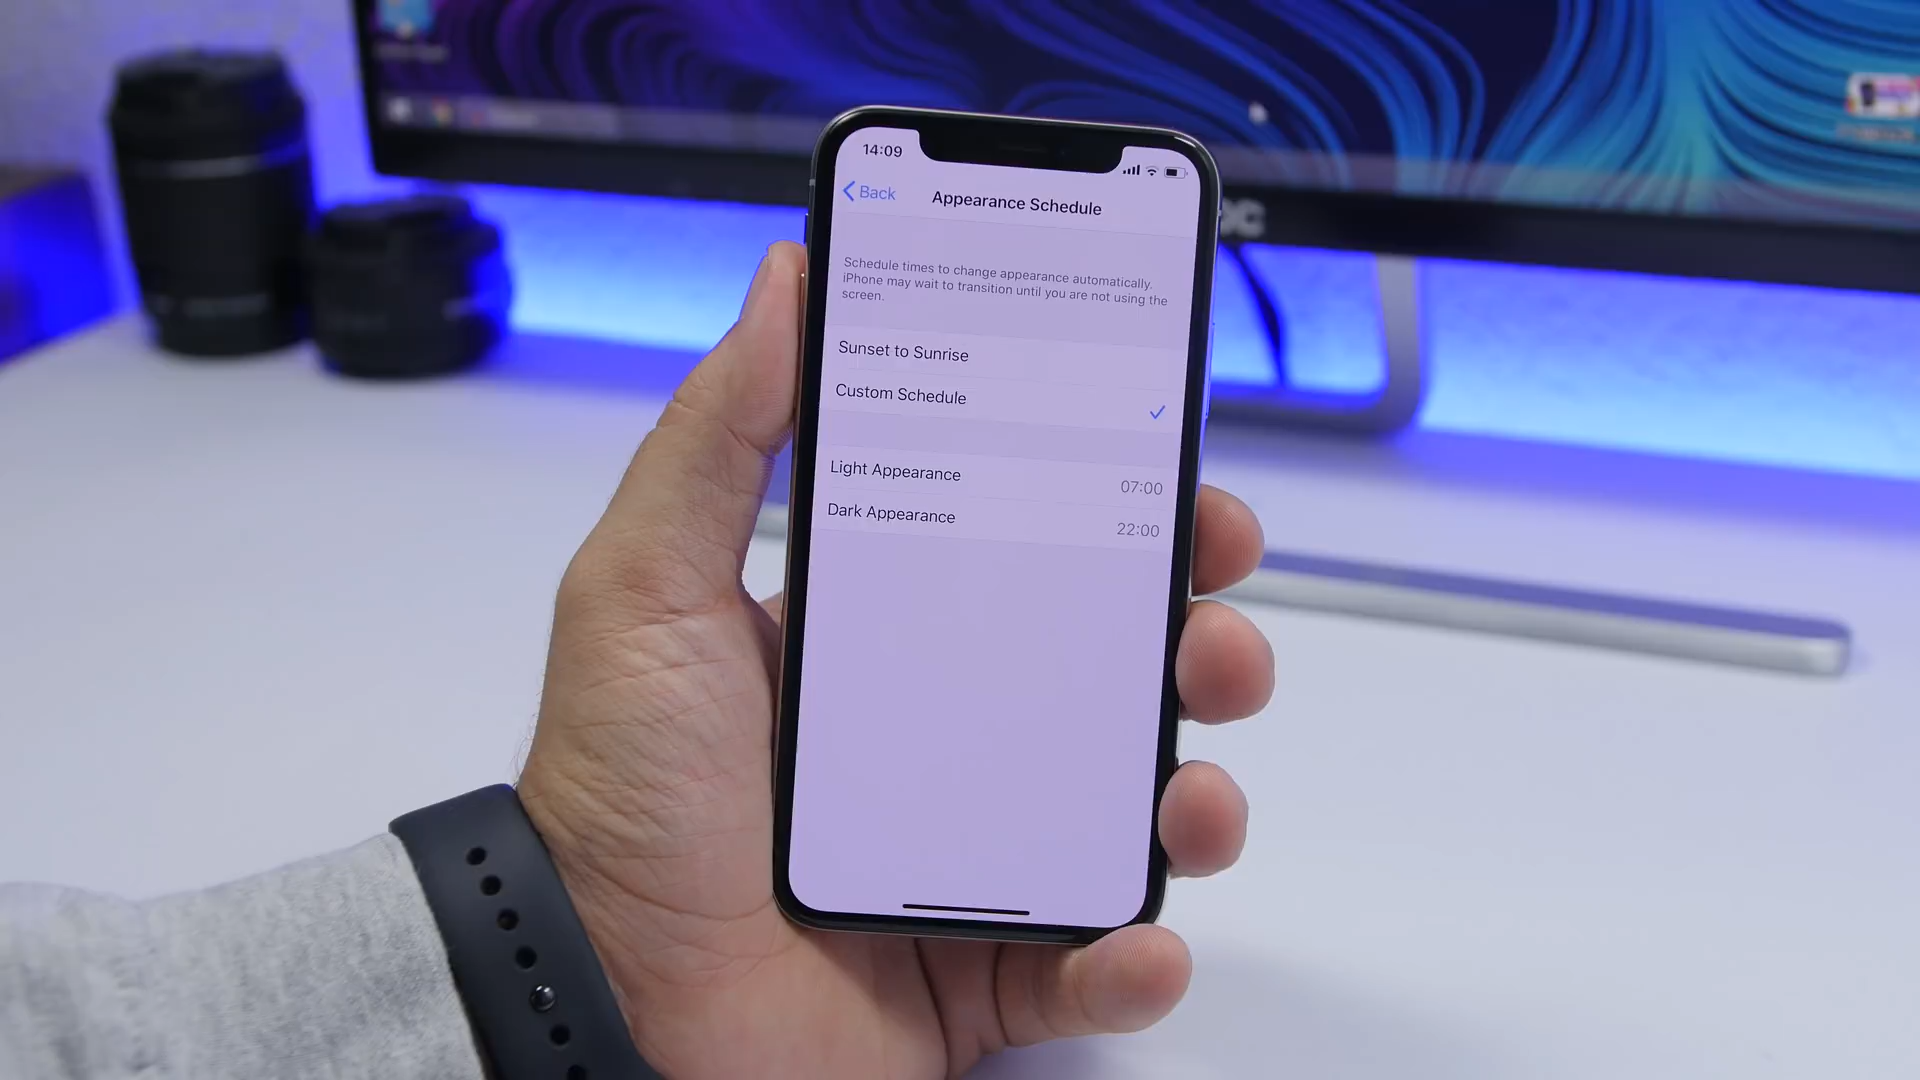 14:09
Back
Appearance Schedule
Schedule times to change appearance automatically.
iPhone may wait to transition until you are not using the
screen.
Sunset to Sunrise
Custom Schedule
Light Appearance 07:00
Dark Appearance 22:00